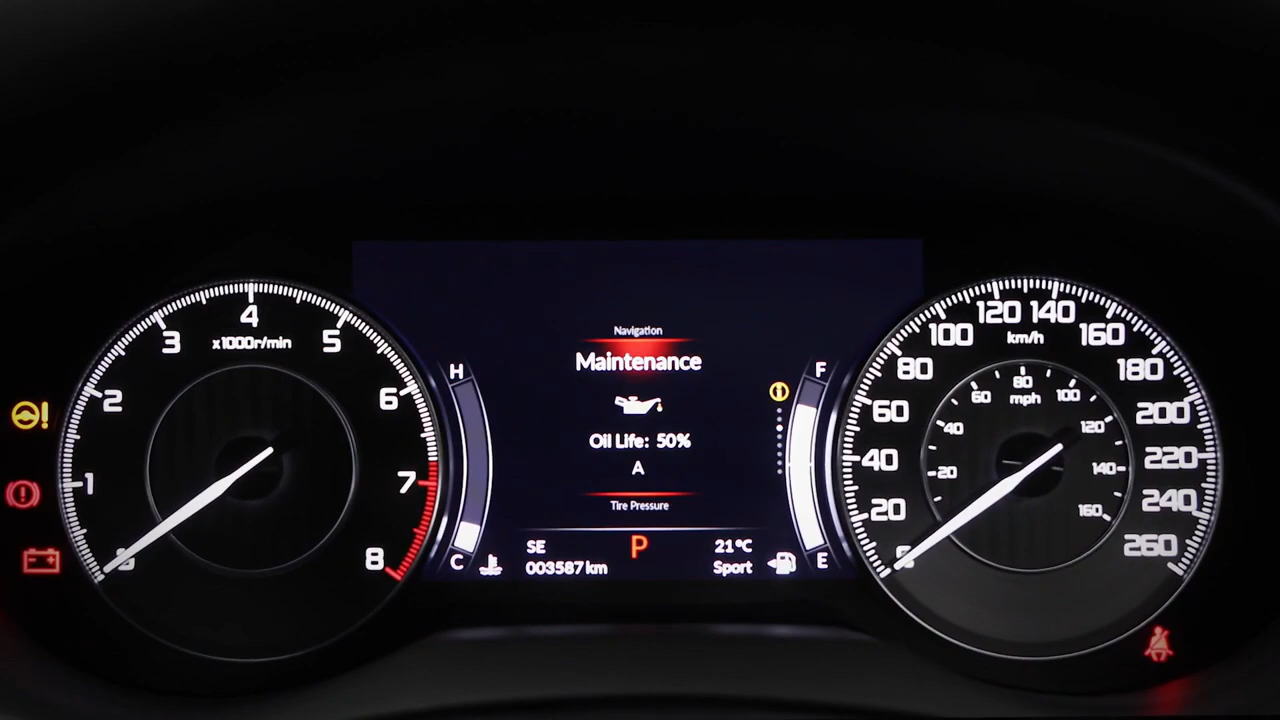 Navigation
Maintenance
Oil Life: 50%
A
Tire Pressure
SE
P
21°C
003587 km
Sport
H
C
F
E
x1000r/min
1
2
3
4
5
6
7
8
km/h
20
40
60
80
100
120
140
160
180
200
220
240
260
mph
20
40
60
80
100
120
140
160